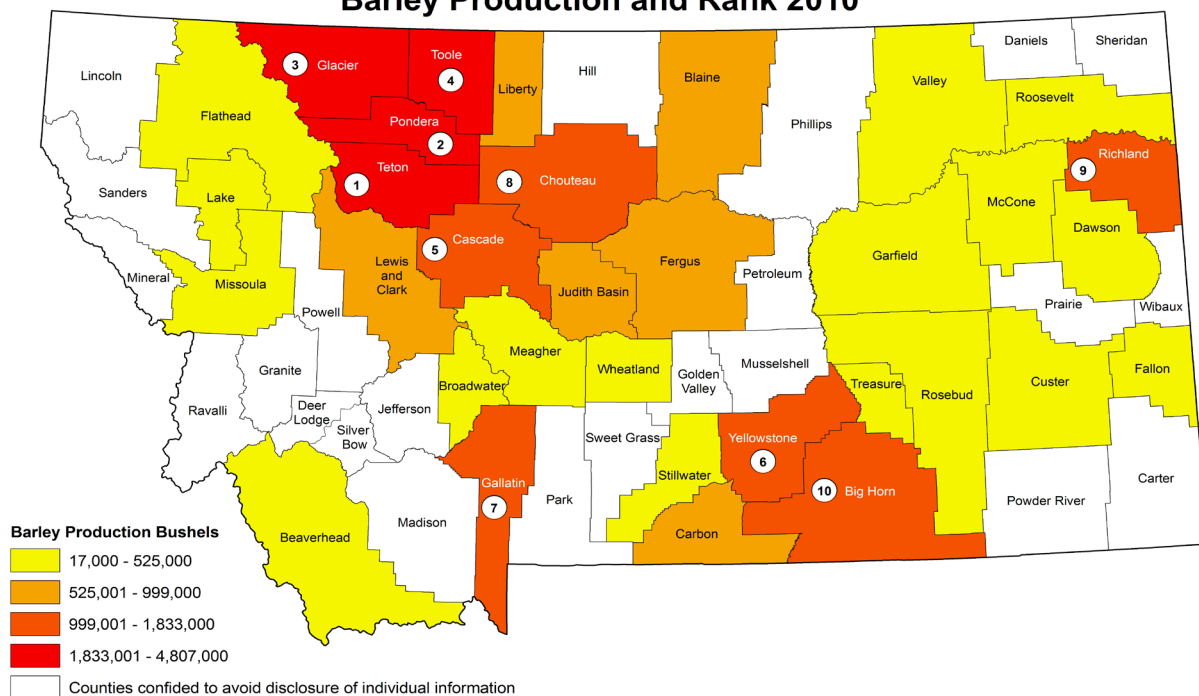 Barley Production and Rank 2010
Lincoln
Flathead
3
Glacier
Toole
4
Liberty
Hill
Blaine
Phillips
Valley
Daniels
Sheridan
Roosevelt
Pondera
2
Teton
1
8
Chouteau
9
Richland
Sanders
Lake
McCone
Dawson
Mineral
Missoula
Powell
Lewis
and
Clark
5
Cascade
Judith Basin
Fergus
Petroleum
Garfield
Prairie
Wibaux
Granite
Ravalli
Deer
Lodge
Silver
Bow
Jefferson
Broadwater
Meagher
Wheatland
Golden
Valley
Musselshell
Treasure
Rosebud
Custer
Fallon
Sweet Grass
Stillwater
Yellowstone
6
10
Big Horn
Powder River
Carter
Beaverhead
Madison
Gallatin
7
Park
Carbon
Barley Production Bushels
17,000 - 525,000
525,001 - 999,000
999,001 - 1,833,000
1,833,001 - 4,807,000
Counties confided to avoid disclosure of individual information